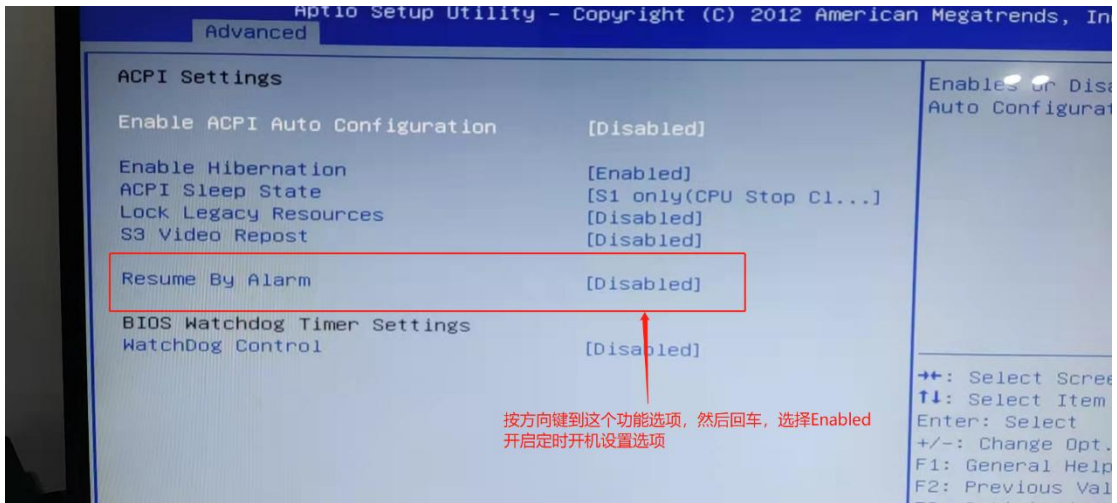 Aptio Setup Utility – Copyright (C) 2012 American Megatrends,
Advanced
ACPI Settings
Enable ACPI Auto Configuration [Disabled]
Enable Hibernation [Enabled]
ACPI Sleep State [S1 only(CPU Stop Cl...]
Lock Legacy Resources [Disabled]
S3 Video Repost [Disabled]
Resume By Alarm [Disabled]
BIOS Watchdog Timer Settings
WatchDog Control [Disabled]
按方向键到这个功能选项，然后回车，选择Enabled
开启定时开机设置选项
Enables or
Auto
→←: Select
↑↓: Select Item
Enter: Select
+/-: Change Opt.
F1: General Help
F2: Previous